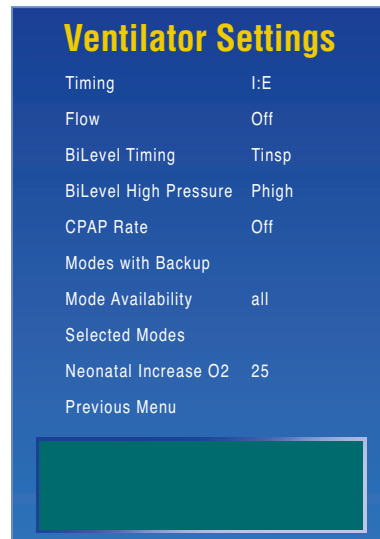 Ventilator Settings
Timing I:E
Flow Off
BiLevel Timing Tinsp
BiLevel High Pressure Phigh
CPAP Rate Off
Modes with Backup
Mode Availability all
Selected Modes
Neonatal Increase O2 25
Previous Menu